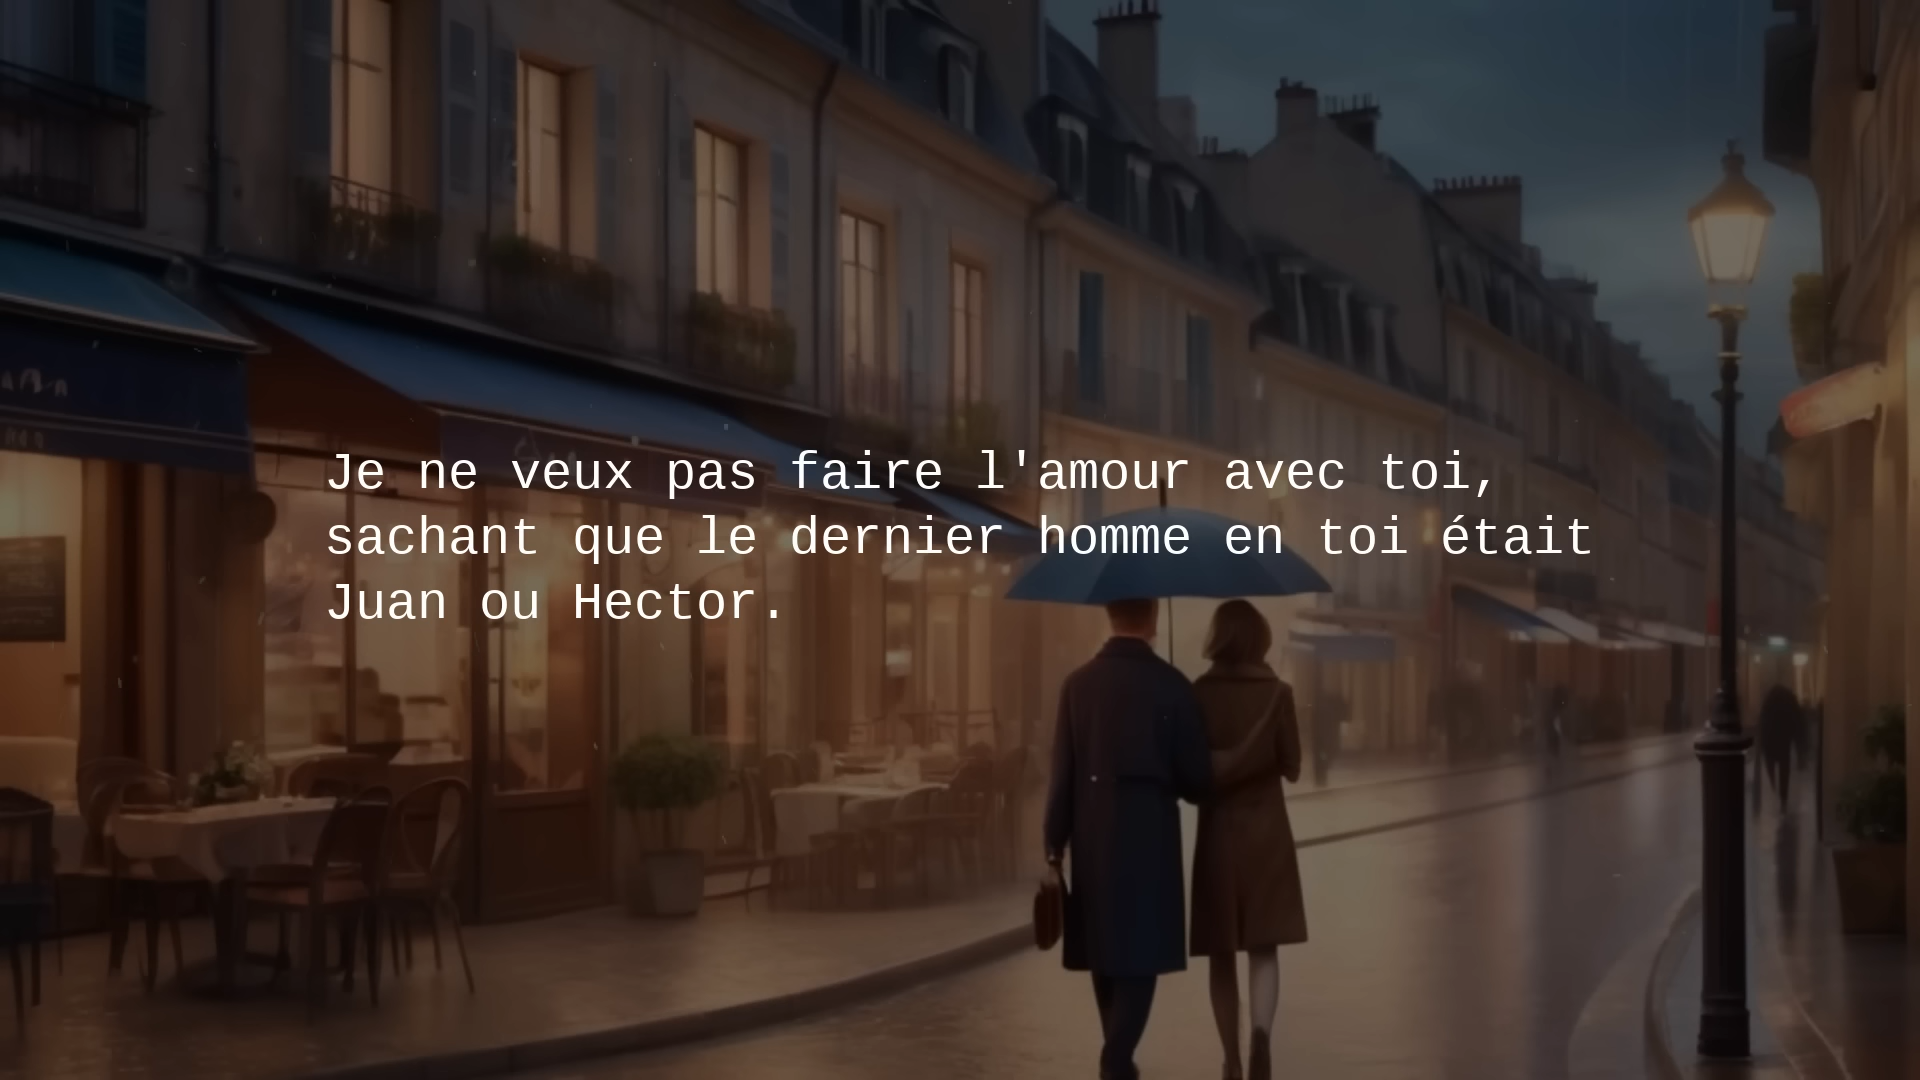 Je ne veux pas faire l'amour avec toi,
sachant que le dernier homme en toi était
Juan ou Hector.